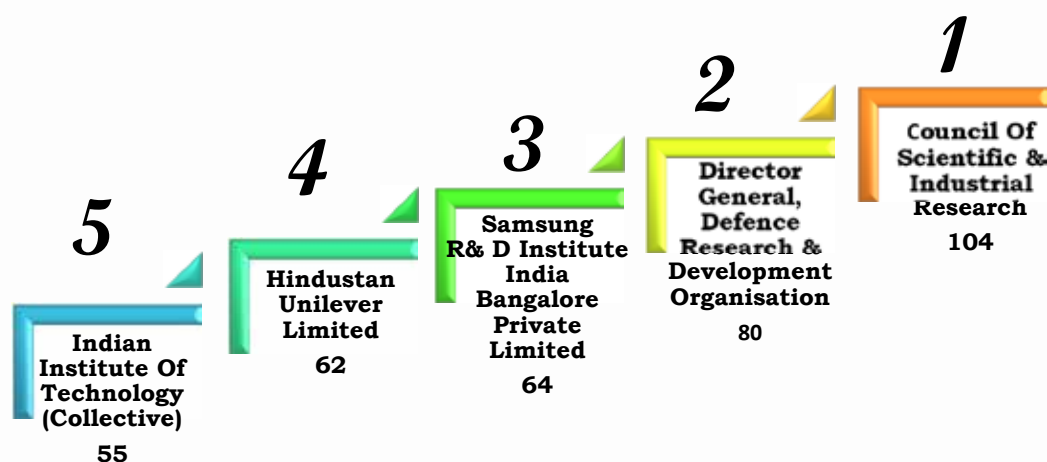 1
Council Of
Scientific &
Industrial
Research
104
2
Director
General,
Defence
Research &
Development
Organisation
80
3
Samsung
R& D Institute
India
Bangalore
Private
Limited
64
4
Hindustan
Unilever
Limited
62
5
Indian
Institute Of
Technology
(Collective)
55